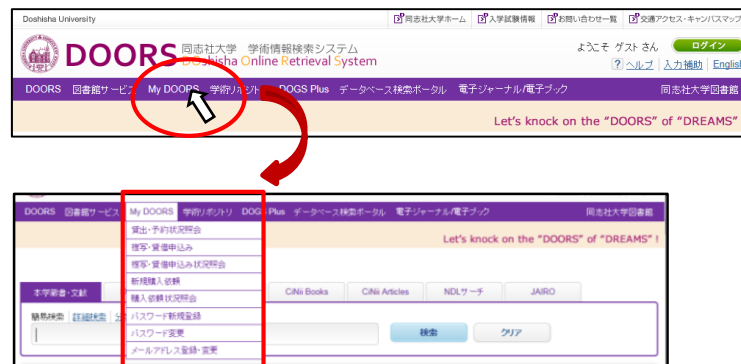 Doshisha University 同志社大学ホーム 入学試験情報 お問い合わせ一覧 交通アクセス・キャンパスマップ
DOORS 同志社大学 学術情報検索システム
DOshisha Online Retrieval System
ようこそ ゲスト さん ログイン
? ヘルプ 入力補助 English
DOORS 図書館サービス My DOORS 学術リポジトリ DOGS Plus データベース検索ポータル 電子ジャーナル/電子ブック 同志社大学図書館
Let's knock on the "DOORS" of "DREAMS"
DOORS 図書館サービス My DOORS 学術リポジトリ DOGS Plus データベース検索ポータル 電子ジャーナル/電子ブック 同志社大学図書館
貸出・予約状況照会
Let's knock on the "DOORS" of "DREAMS" !
複写・貸借申込み
複写・貸借申込み状況照会
新規購入依頼
本学蔵書・文献 CiNii Books CiNii Articles NDLサーチ JAIRO
購入依頼状況照会
簡易検索 詳細検索
パスワード新規登録
パスワード変更 検索 クリア
メールアドレス登録・変更